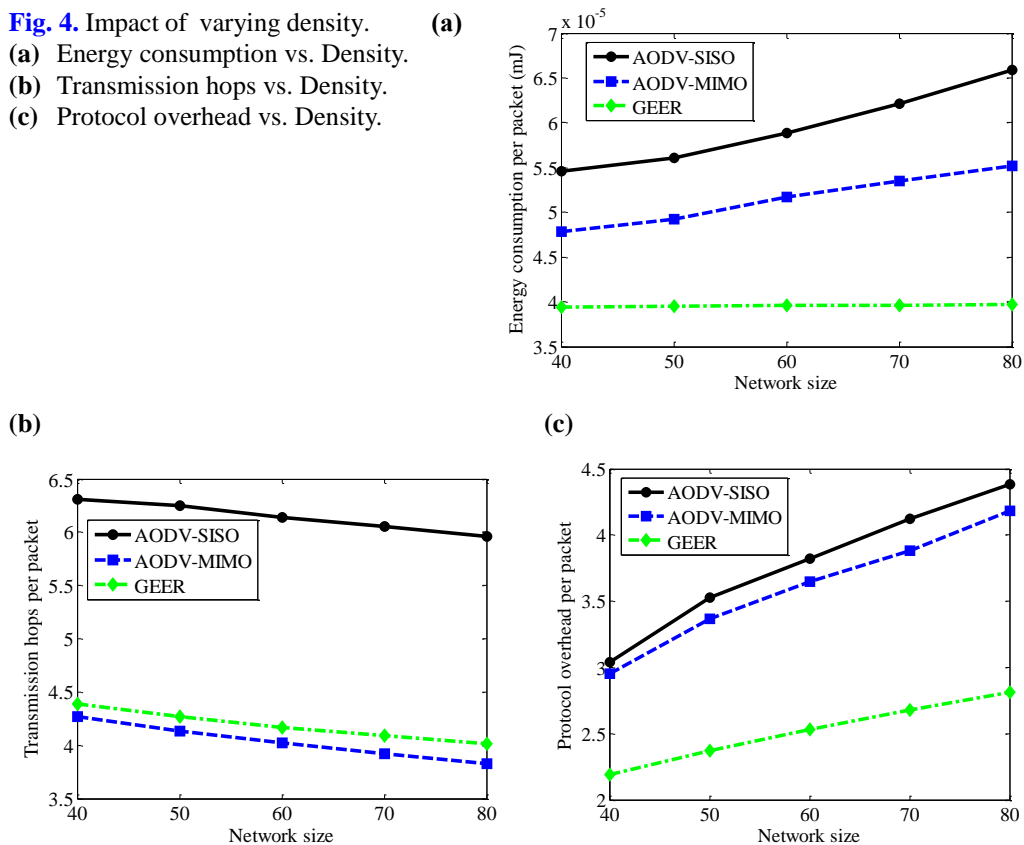 Fig. 4. Impact of varying density.
(a) Energy consumption vs. Density.
(b) Transmission hops vs. Density.
(c) Protocol overhead vs. Density.
(a)
x 10-5
7
6.5
6
5.5
5
4.5
4
3.5
Energy consumption per packet (mJ)
AODV-SISO
AODV-MIMO
GEER
40 50 60 70 80
Network size
(b)
6.5
6
5.5
5
4.5
4
3.5
Transmission hops per packet
AODV-SISO
AODV-MIMO
GEER
40 50 60 70 80
Network size
(c)
4.5
4
3.5
3
2.5
2
Protocol overhead per packet
AODV-SISO
AODV-MIMO
GEER
40 50 60 70 80
Network size